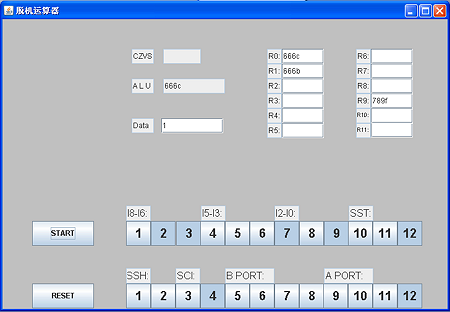 脱机运算器
CZVS R0: 666c R6:
R1: 666b R7:
A L U 666c R2: R8:
R3: R9: 789f
Data 1 R4: R10:
R5: R11:
I8-I6: I5-I3: I2-I0: SST:
START 1 2 3 4 5 6 7 8 9 10 11 12
SSH: SCI: B PORT: A PORT:
RESET 1 2 3 4 5 6 7 8 9 10 11 12